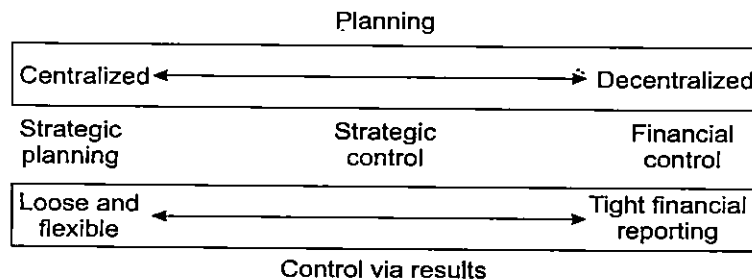 Planning
Centralized Decentralized
Strategic planning Strategic control Financial control
Loose and flexible Tight financial reporting
Control via results